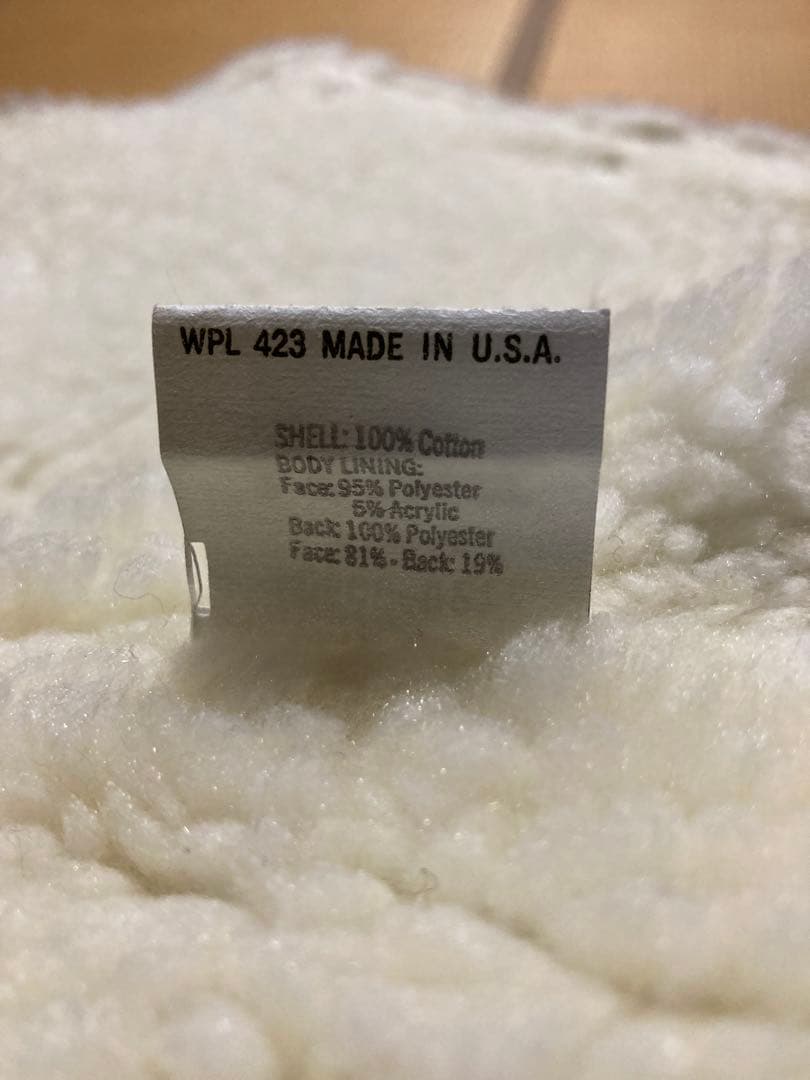 WPL 423 MADE IN U.S.A.
SHELL: 100% Cotton
BODY LINING:
Face: 95% Polyester
5% Acrylic
Back: 100% Polyester
Face: 81% - Back: 19%